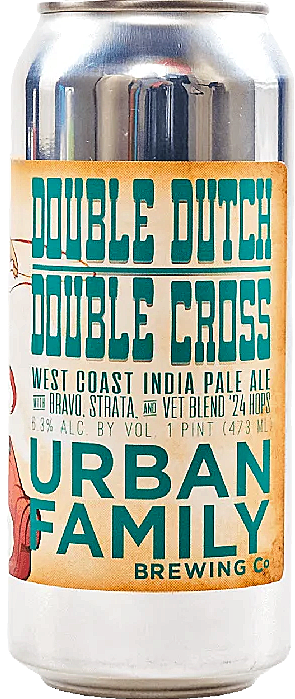 DOUBLE DUTCH
DOUBLE CROSS
WEST COAST INDIA PALE ALE
WITH BRAVO, STRATA, AND VET BLEND '24 HOPS
6.3% ALC. BY VOL. 1 PINT (473 ML)
URBAN
FAMILY
BREWING Co